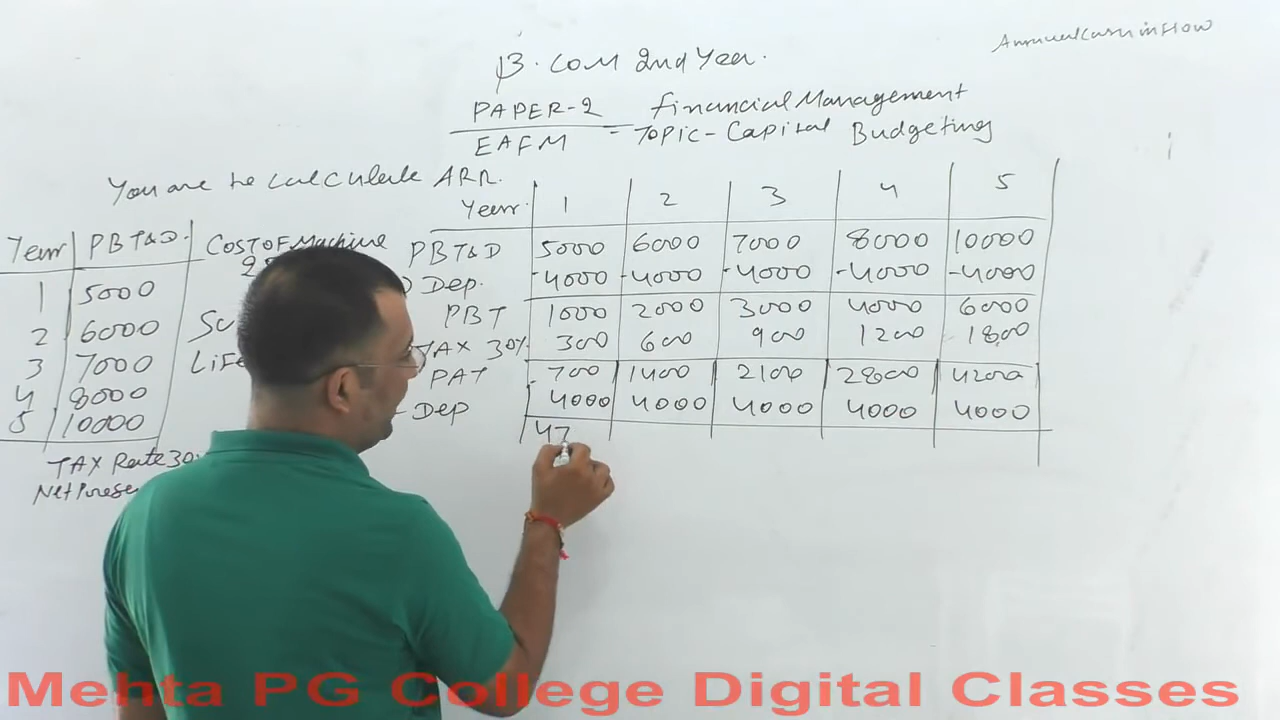 Annual Cash inflow
B. COM 2nd Year.
PAPER-2 Financial Management
EAFM = Topic - Capital Budgeting
You are to calculate ARR.
Year PBT&D. COST OF Machine
1 5000
2 6000
3 7000 Life
4 8000
5 10000
TAX Rate 30
Year 1 2 3 4 5
PBT&D 5000 6000 7000 8000 10000
Dep. -4000 -4000 -4000 -4000 -4000
PBT 1000 2000 3000 4000 6000
TAX 30% 300 600 900 1200 1800
PAT 700 1400 2100 2800 4200
Dep 4000 4000 4000 4000 4000
47
Mehta PG College Digital Classes